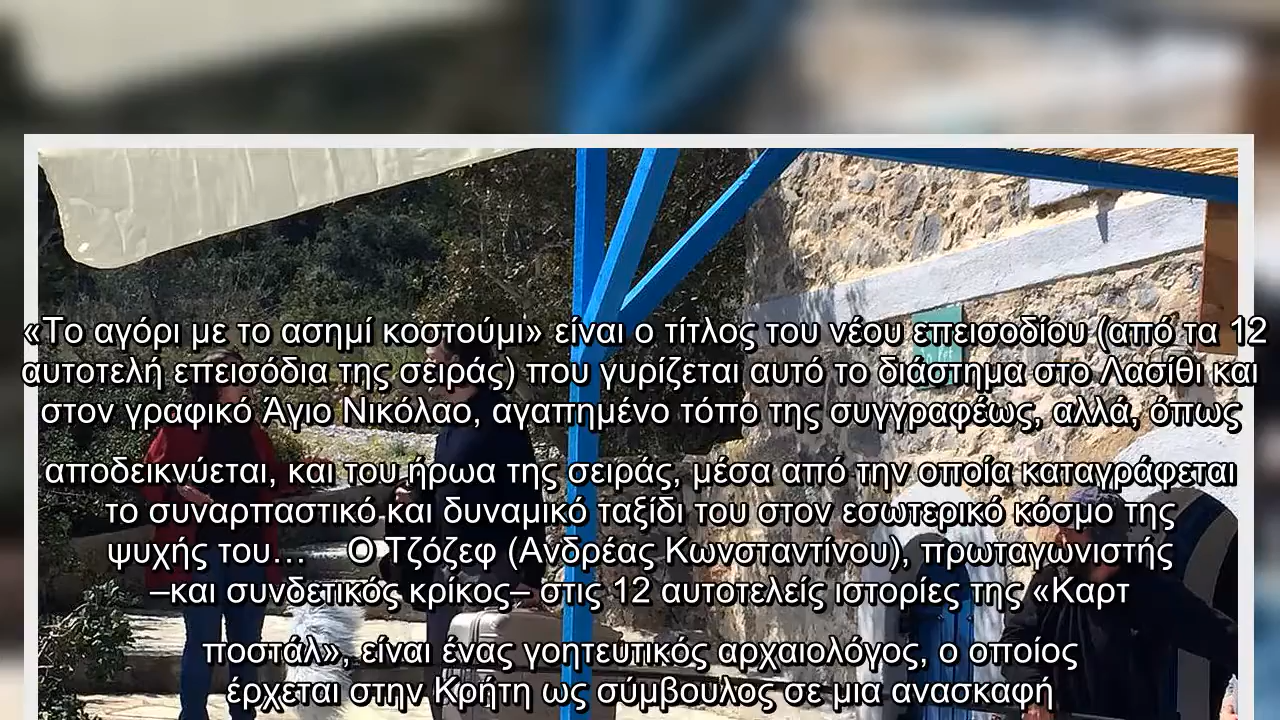 «Το αγόρι με το ασημί κοστούμι» είναι ο τίτλος του νέου επεισοδίου (από τα 12
αυτοτελή επεισόδια της σειράς) που γυρίζεται αυτό το διάστημα στο Λασίθι και
στον γραφικό Άγιο Νικόλαο, αγαπημένο τόπο της συγγραφέως, αλλά, όπως
αποδεικνύεται, και του ήρωα της σειράς, μέσα από την οποία καταγράφεται
το συναρπαστικό και δυναμικό ταξίδι του στον εσωτερικό κόσμο της
ψυχής του… Ο Τζόζεφ (Ανδρέας Κωνσταντίνου), πρωταγωνιστής
–και συνδετικός κρίκος– στις 12 αυτοτελείς ιστορίες της «Καρτ
ποστάλ», είναι ένας γοητευτικός αρχαιολόγος, ο οποίος
έρχεται στην Κρήτη ως σύμβουλος σε μια ανασκαφή